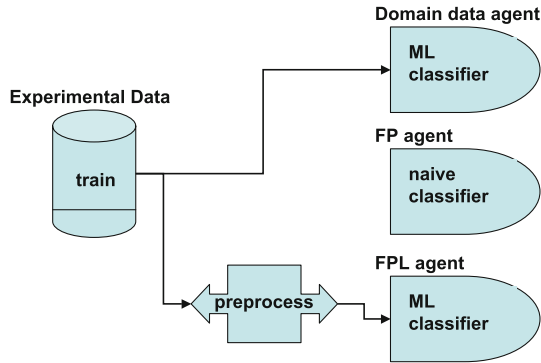 Domain data agent
ML
classifier
Experimental Data
train
FP agent
naive
classifier
FPL agent
preprocess
ML
classifier